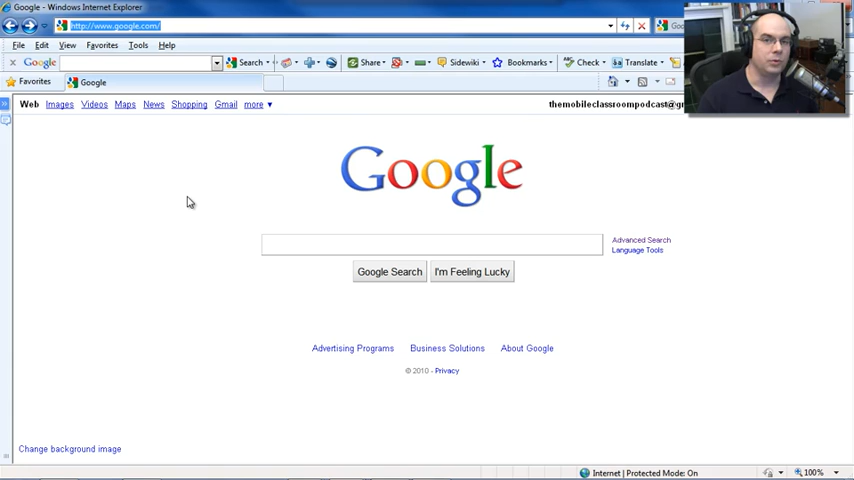 Google - Windows Internet Explorer
http://www.google.com/
File Edit View Favorites Tools Help
Google Search Share Sidewiki Bookmarks Check Translate
Favorites Google
Web Images Videos Maps News Shopping Gmail more themobileclassroompodcast@g
Google
Advanced Search
Language Tools
Google Search I'm Feeling Lucky
Advertising Programs Business Solutions About Google
© 2010 - Privacy
Change background image
Internet | Protected Mode: On 100%